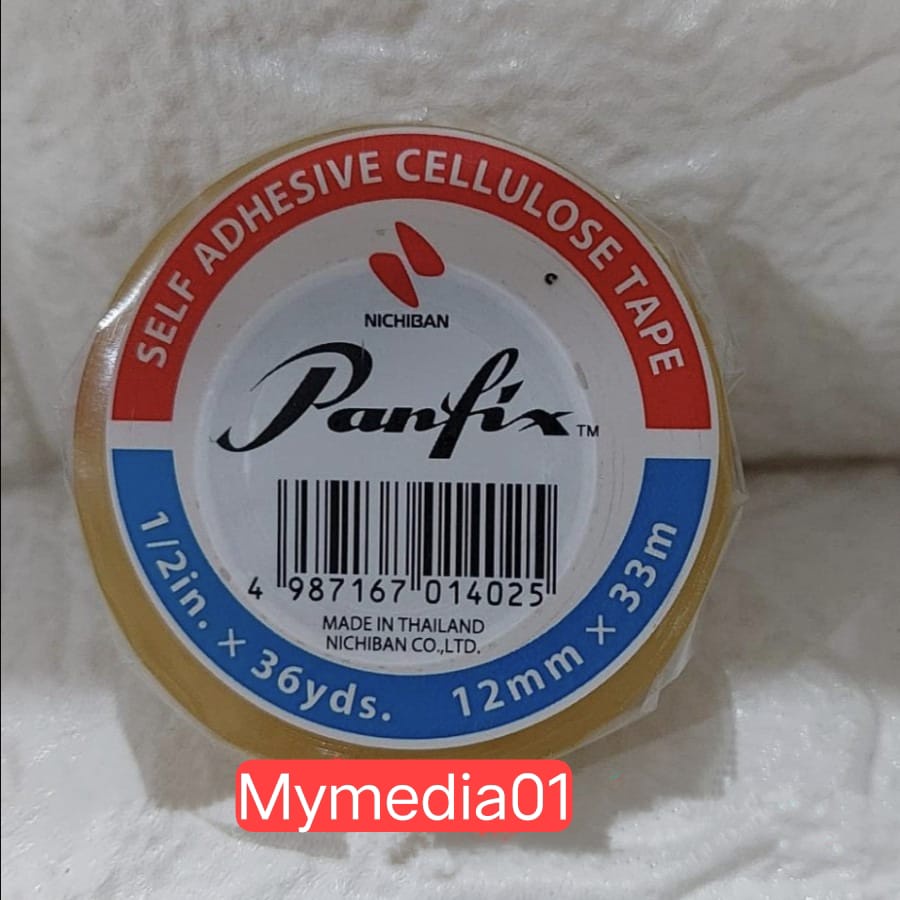 SELF ADHESIVE CELLULOSE TAPE
NICHIBAN
Panfix™
4 987167 014025
MADE IN THAILAND
NICHIBAN CO.,LTD.
1/2in. × 36yds. 12mm × 33m
Mymedia01